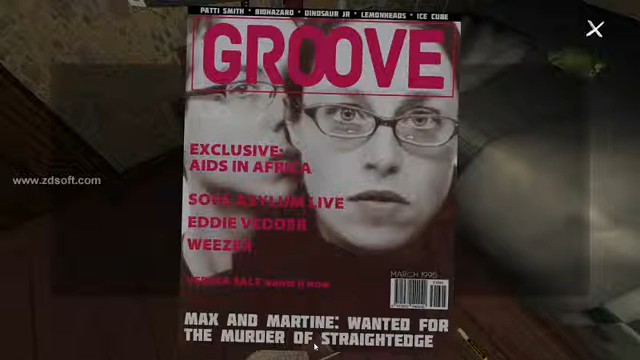 PATTI SMITH * BIOHAZARD * DINOSAUR JR * LEMONHEADS * ICE CUBE
GROOVE
EXCLUSIVE:
AIDS IN AFRICA
www.zdsoft.com
SOUL ASYLUM LIVE
EDDIE VEDDER
WEEZER
MARCH 1995
MAX AND MARTINE: WANTED FOR
THE MURDER OF STRAIGHTEDGE